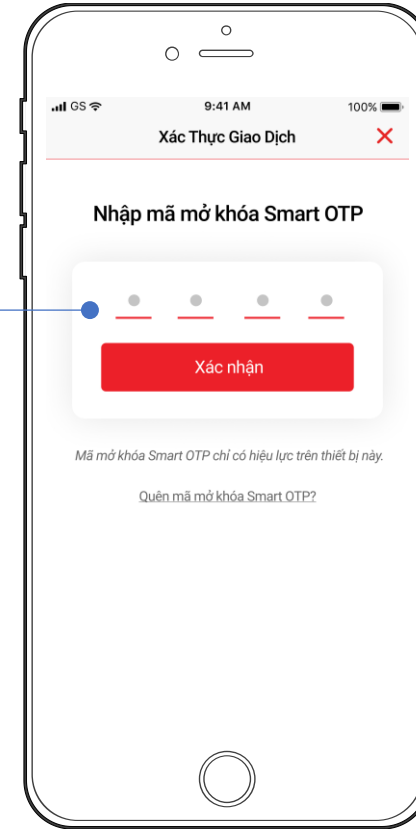 GS 9:41 AM 100%
Xác Thực Giao Dịch
Nhập mã mở khóa Smart OTP
Xác nhận
Mã mở khóa Smart OTP chỉ có hiệu lực trên thiết bị này.
Quên mã mở khóa Smart OTP?